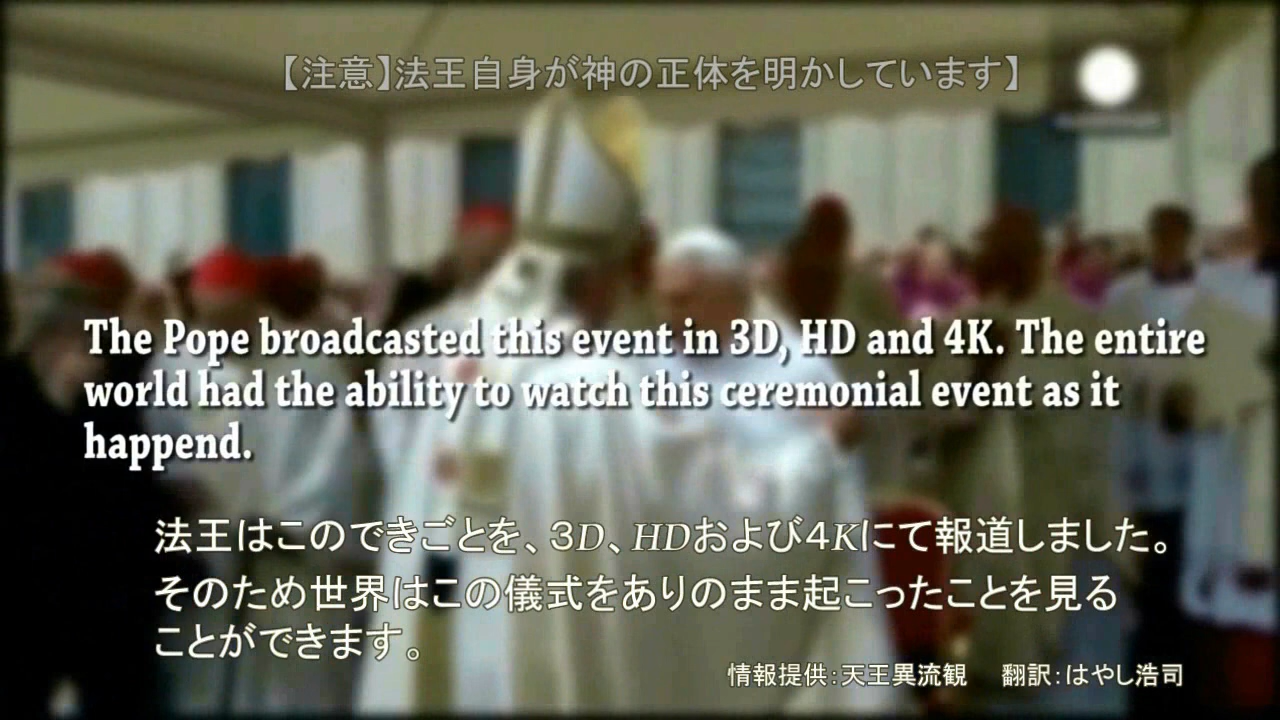 【注意】法王自身が神の正体を明かしています】
The Pope broadcasted this event in 3D, HD and 4K. The entire
world had the ability to watch this ceremonial event as it
happend.
法王はこのできごとを、３D、HDおよび４Kにて報道しました。
そのため世界はこの儀式をありのまま起こったことを見る
ことができます。
情報提供：天王異流観　翻訳：はやし浩司